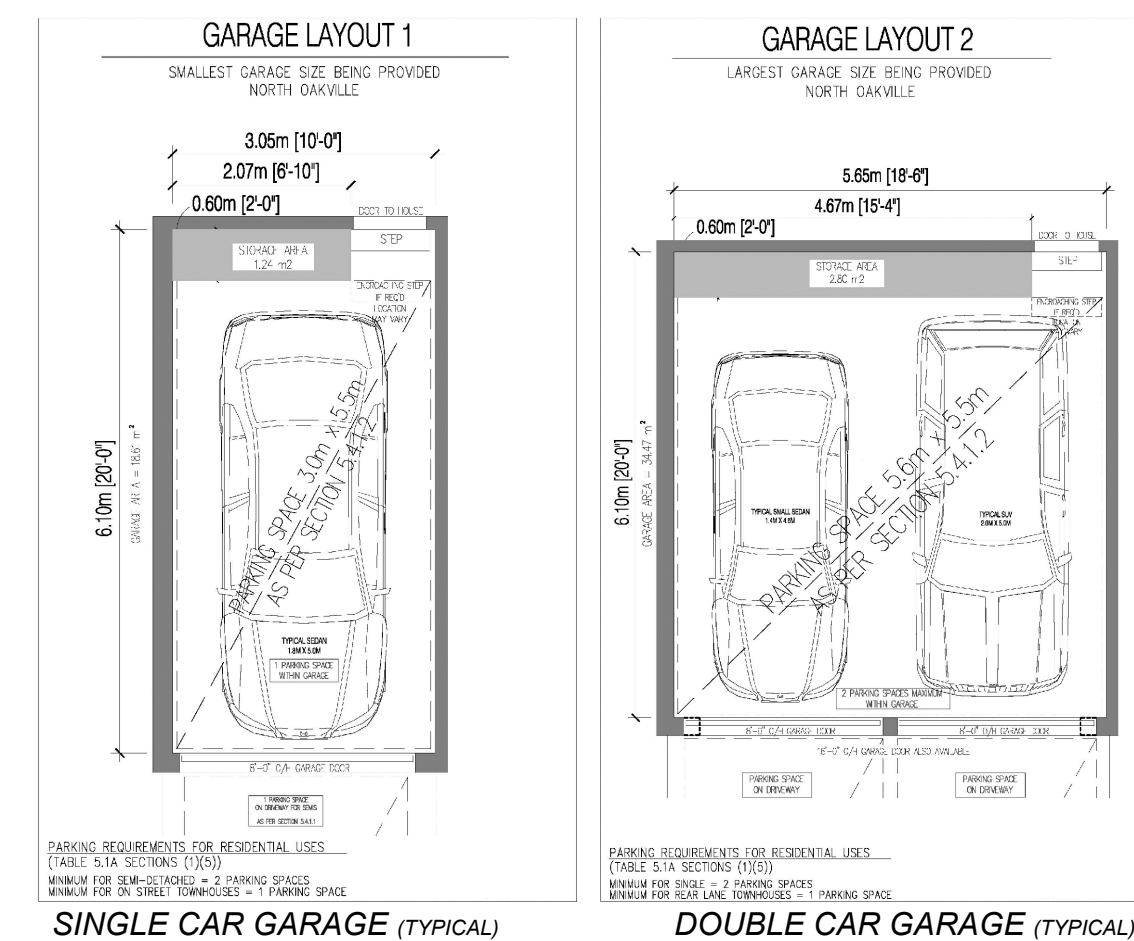 GARAGE LAYOUT 1
SMALLEST GARAGE SIZE BEING PROVIDED
NORTH OAKVILLE
3.05m [10'-0"]
2.07m [6'-10"]
0.60m [2'-0"]
DOOR TO HOUSE
STEP
STORAGE AREA
1.24 m2
ENCROACHING STEP
IF REQ'D
LOCATION
MAY VARY
6.10m [20'-0"]
GARAGE AREA =
PARKING SPACE 3.0m x 5.5m
AS PER SECTION 5.4.1.2
TYPICAL SEDAN
1.8M X 5.0M
1 PARKING SPACE
WITHIN GARAGE
8'-0" O/H GARAGE DOOR
1 PARKING SPACE
ON DRIVEWAY FOR SEMIS
AS PER SECTION 5.4.1.1
PARKING REQUIREMENTS FOR RESIDENTIAL USES
(TABLE 5.1A SECTIONS (1)(5))
MINIMUM FOR SEMI-DETACHED = 2 PARKING SPACES
MINIMUM FOR ON STREET TOWNHOUSES = 1 PARKING SPACE
SINGLE CAR GARAGE (TYPICAL)
GARAGE LAYOUT 2
LARGEST GARAGE SIZE BEING PROVIDED
NORTH OAKVILLE
5.65m [18'-6"]
4.67m [15'-4"]
0.60m [2'-0"]
DOOR TO HOUSE
STEP
STORAGE AREA
2.80 m2
ENCROACHING STEP
IF REQ'D
6.10m [20'-0"]
GARAGE AREA = 34.47 m²
PARKING SPACE 5.6m x 5.5m
AS PER SECTION 5.4.1.2
TYPICAL SMALL SEDAN
1.4M X 4.6M
TYPICAL SUV
2.0M X 5.0M
2 PARKING SPACES MAXIMUM
WITHIN GARAGE
8'-0" O/H GARAGE DOOR
8'-0" O/H GARAGE DOOR
16'-0" O/H GARAGE DOOR ALSO AVAILABLE
PARKING SPACE
ON DRIVEWAY
PARKING SPACE
ON DRIVEWAY
PARKING REQUIREMENTS FOR RESIDENTIAL USES
(TABLE 5.1A SECTIONS (1)(5))
MINIMUM FOR SINGLE = 2 PARKING SPACES
MINIMUM FOR REAR LANE TOWNHOUSES = 1 PARKING SPACE
DOUBLE CAR GARAGE (TYPICAL)